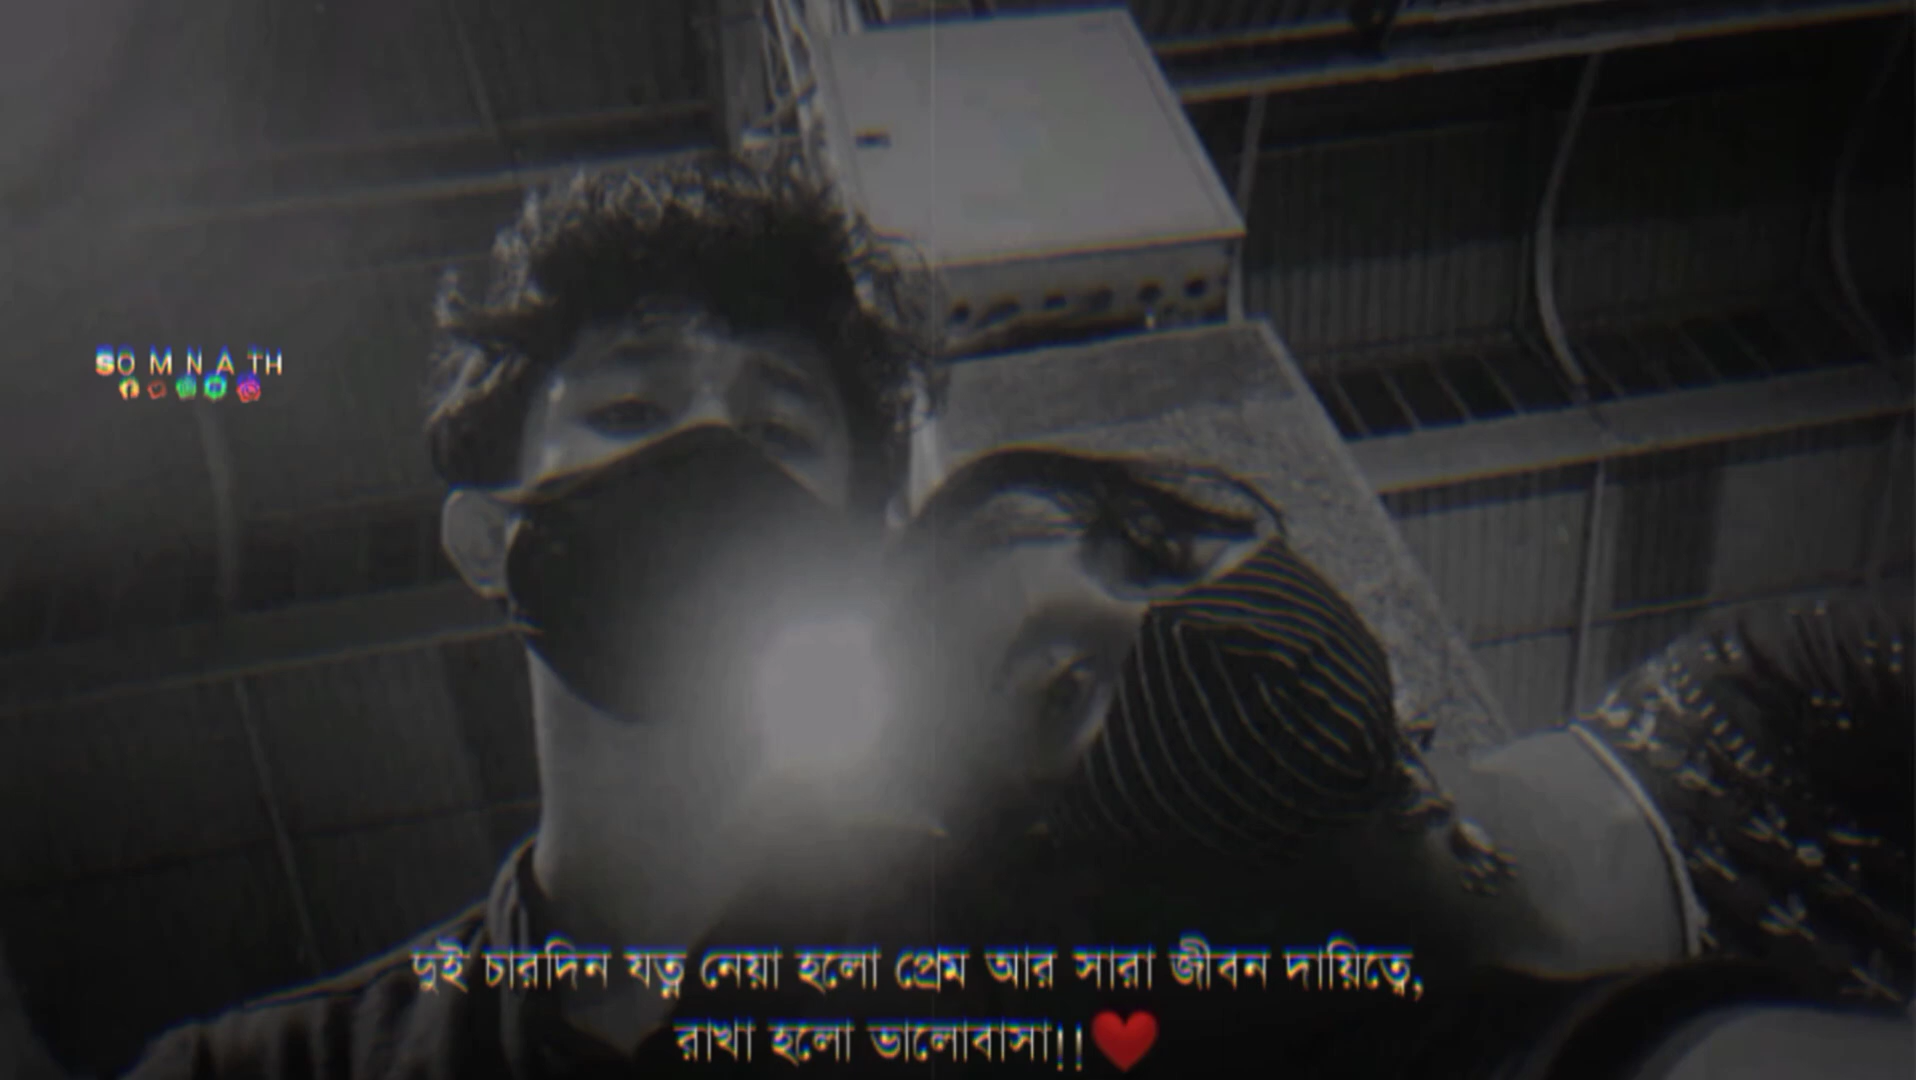 SOMNATH
দুই চারদিন যত্ন নেয়া হলো প্রেম আর সারা জীবন দায়িত্বে,
রাখা হলো ভালোবাসা!!❤️